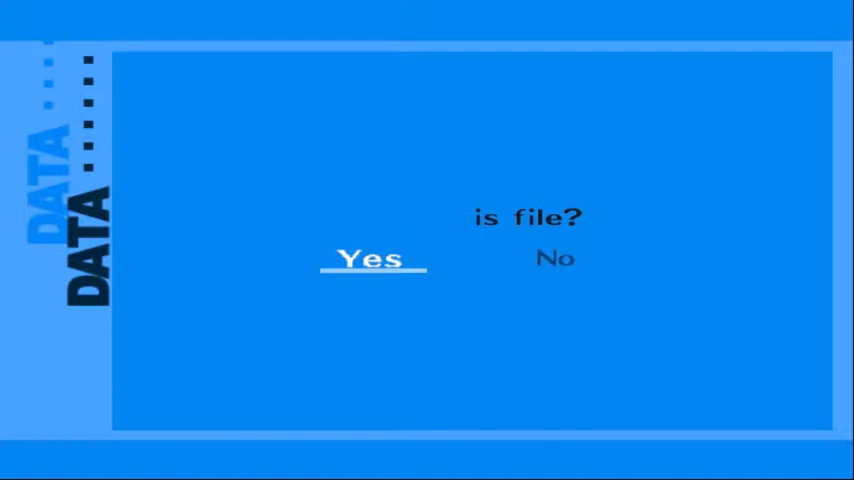 DATA
DATA
is file?
Yes No